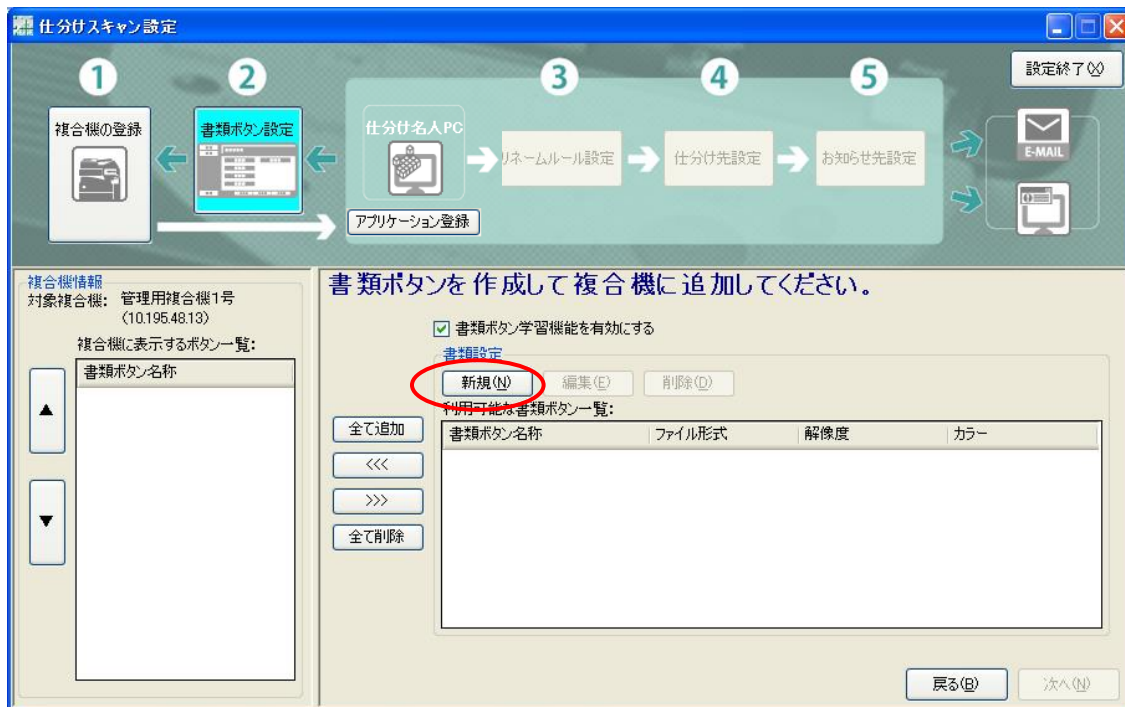 仕分けスキャン設定
1 2 3 4 5
設定終了(X)
複合機の登録
書類ボタン設定
仕分け名人PC
リネームルール設定
仕分け先設定
お知らせ先設定
E-MAIL
アプリケーション登録
複合機情報
対象複合機: 管理用複合機1号
(10.195.48.13)
複合機に表示するボタン一覧:
書類ボタン名称
▲
▼
書類ボタンを作成して複合機に追加してください。
書類ボタン学習機能を有効にする
書類設定
新規(N) 編集(E) 削除(D)
利用可能な書類ボタン一覧:
書類ボタン名称 ファイル形式 解像度 カラー
全て追加
<<<
>>>
全て削除
戻る(B) 次へ(N)